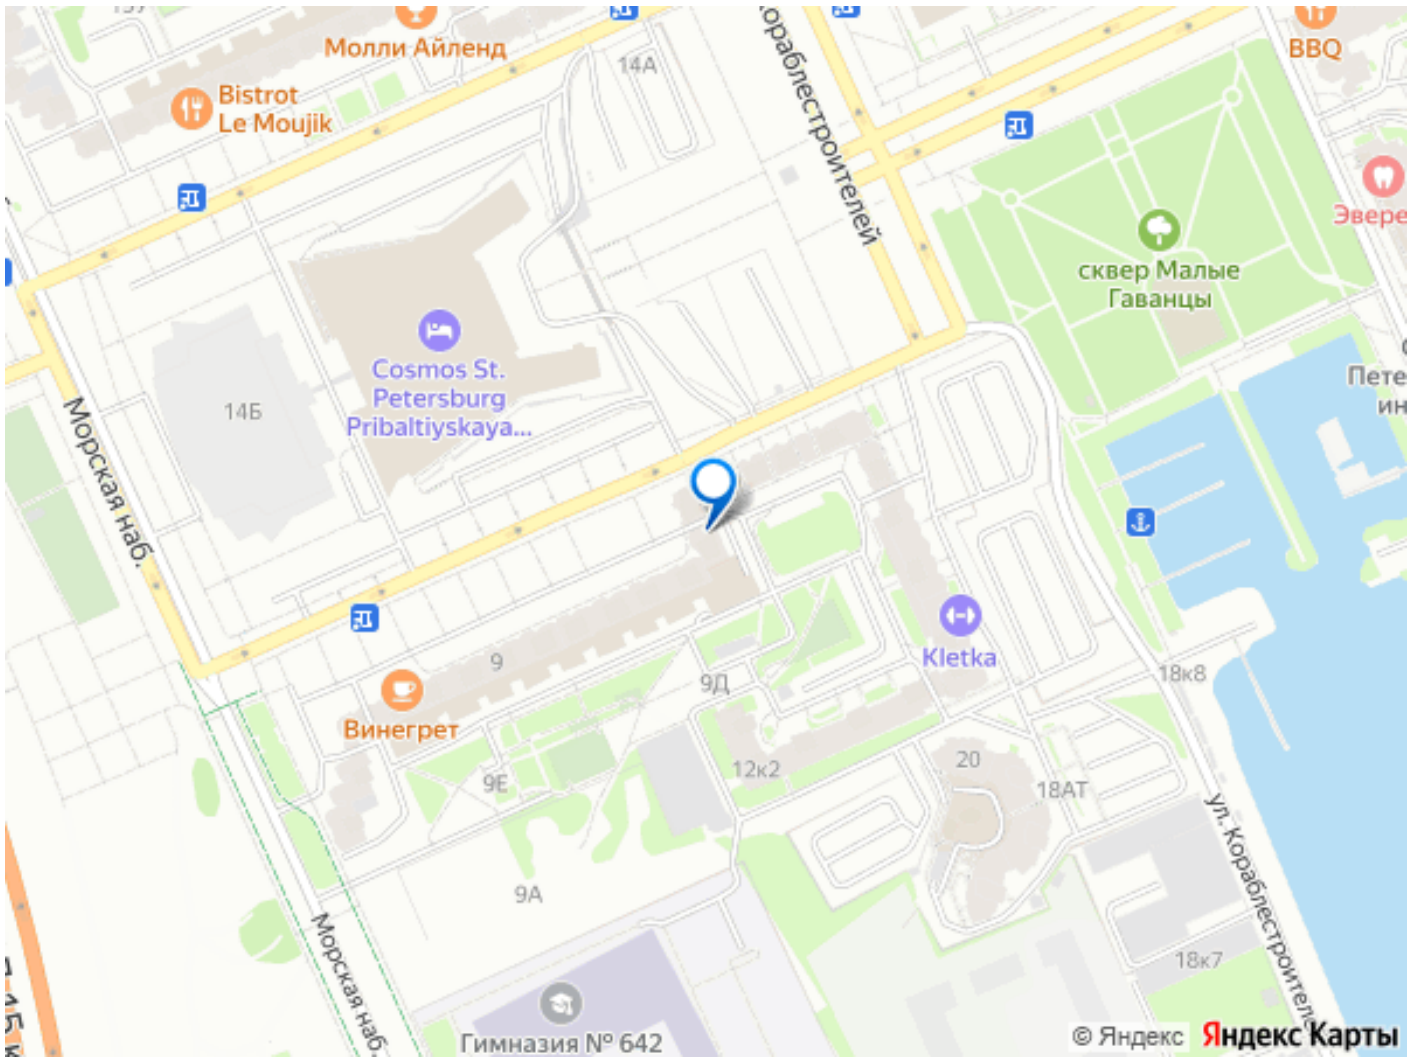 Молли Айленд
14А
BBQ
Bistrot
Le Moujik
Кораблестроителей
Эвере
сквер Малые
Гаванцы
Cosmos St.
Petersburg
Pribaltiyskaya...
14Б
Пете
ин
Морская наб.
Kletka
9
18к8
9Д
Винегрет
12к2
20
9Е
18АТ
ул. Кораблестроителе
9А
Морская наб.
18к7
Гимназия № 642
© Яндекс
Яндекс Карты